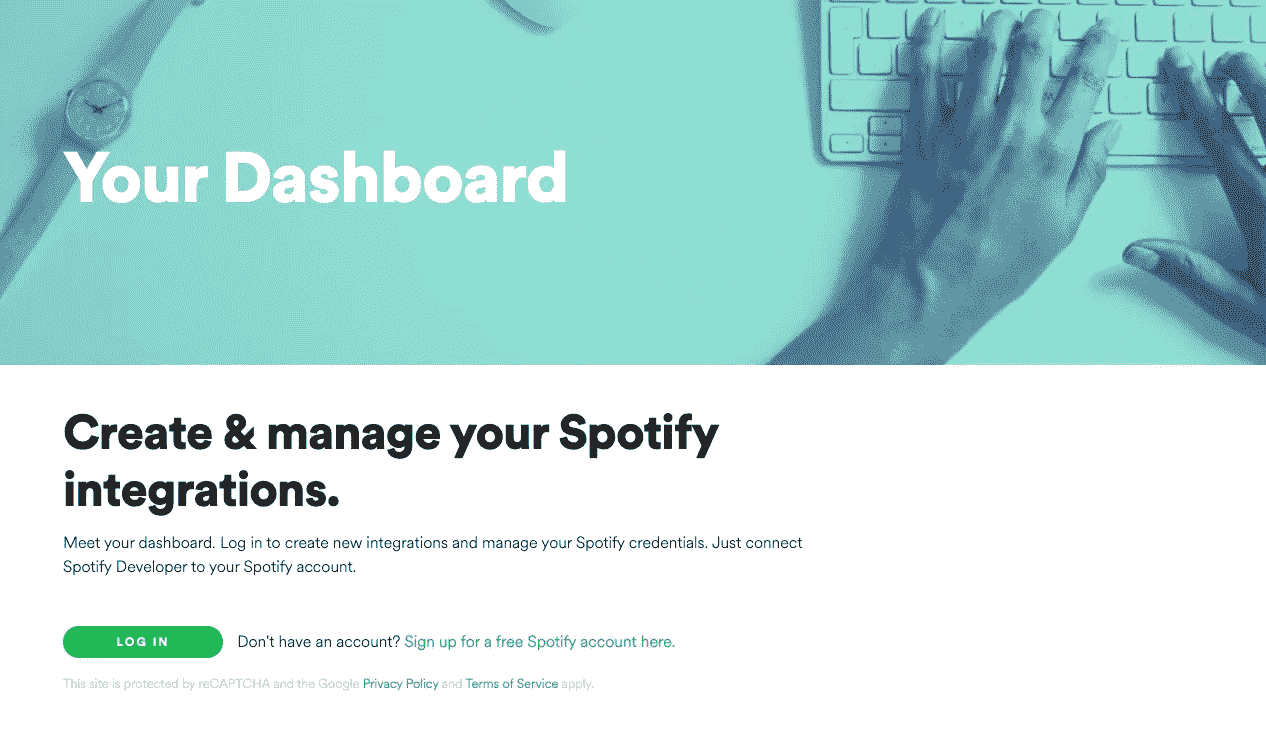 Your Dashboard
Create & manage your Spotify
integrations.
Meet your dashboard. Log in to create new integrations and manage your Spotify credentials. Just connect
Spotify Developer to your Spotify account.
LOG IN Don't have an account? Sign up for a free Spotify account here.
This site is protected by reCAPTCHA and the Google Privacy Policy and Terms of Service apply.